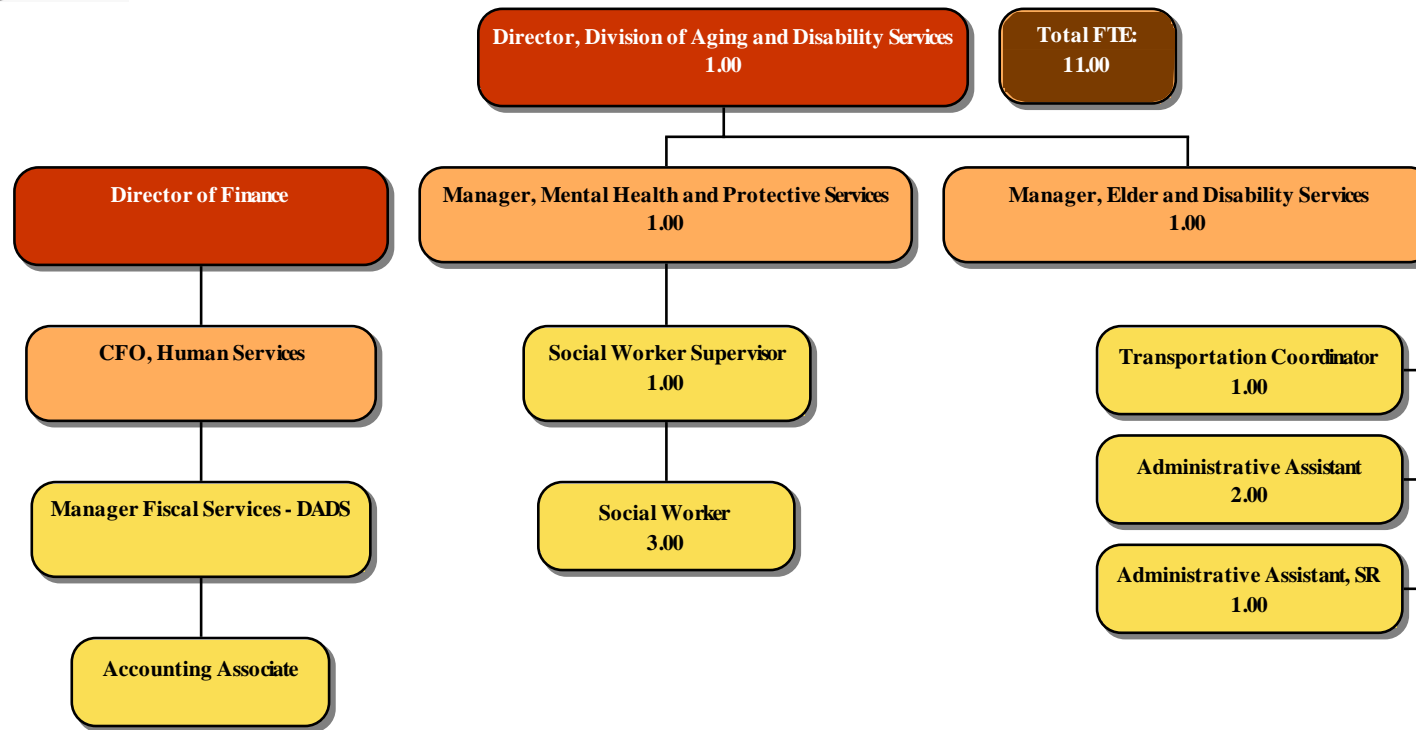 Director, Division of Aging and Disability Services
1.00
Total FTE:
11.00
Director of Finance
Manager, Mental Health and Protective Services
1.00
Manager, Elder and Disability Services
1.00
CFO, Human Services
Social Worker Supervisor
1.00
Transportation Coordinator
1.00
Administrative Assistant
2.00
Manager Fiscal Services - DADS
Social Worker
3.00
Administrative Assistant, SR
1.00
Accounting Associate